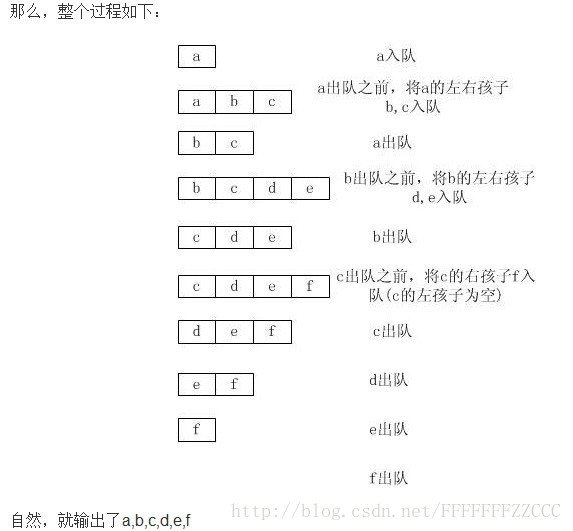 那么，整个过程如下：
a a入队
a b c a出队之前，将a的左右孩子
b,c入队
b c a出队
b c d e b出队之前，将b的左右孩子
d,e入队
c d e b出队
c d e f c出队之前，将c的右孩子f入
队(c的左孩子为空)
d e f c出队
e f d出队
f e出队
f出队
自然，就输出了a,b,c,d,e,f
http://blog.csdn.net/FFFFFFFZZCCC